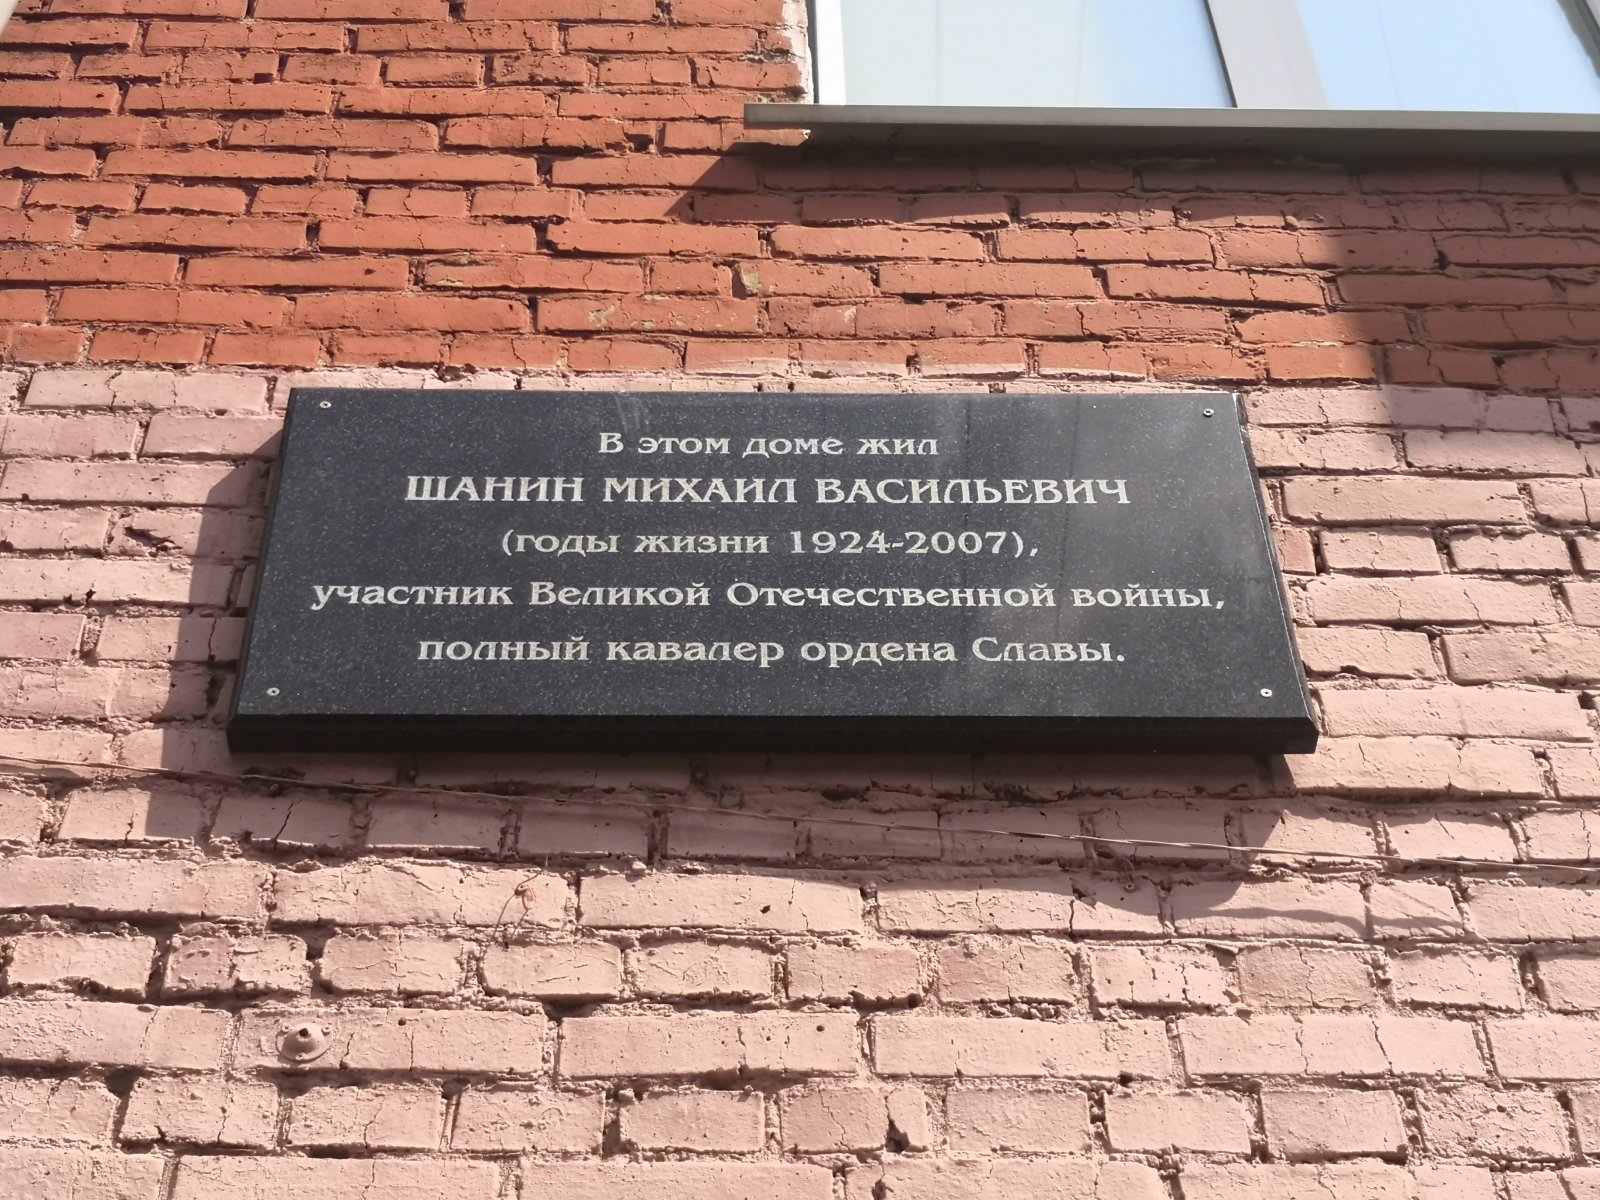 В этом доме жил
ШАНИН МИХАИЛ ВАСИЛЬЕВИЧ
(годы жизни 1924-2007),
участник Великой Отечественной войны,
полный кавалер ордена Славы.